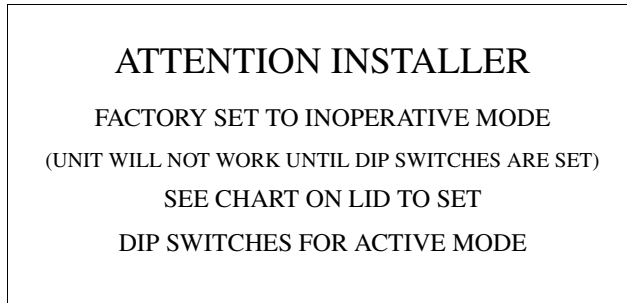 ATTENTION INSTALLER
FACTORY SET TO INOPERATIVE MODE
(UNIT WILL NOT WORK UNTIL DIP SWITCHES ARE SET)
SEE CHART ON LID TO SET
DIP SWITCHES FOR ACTIVE MODE